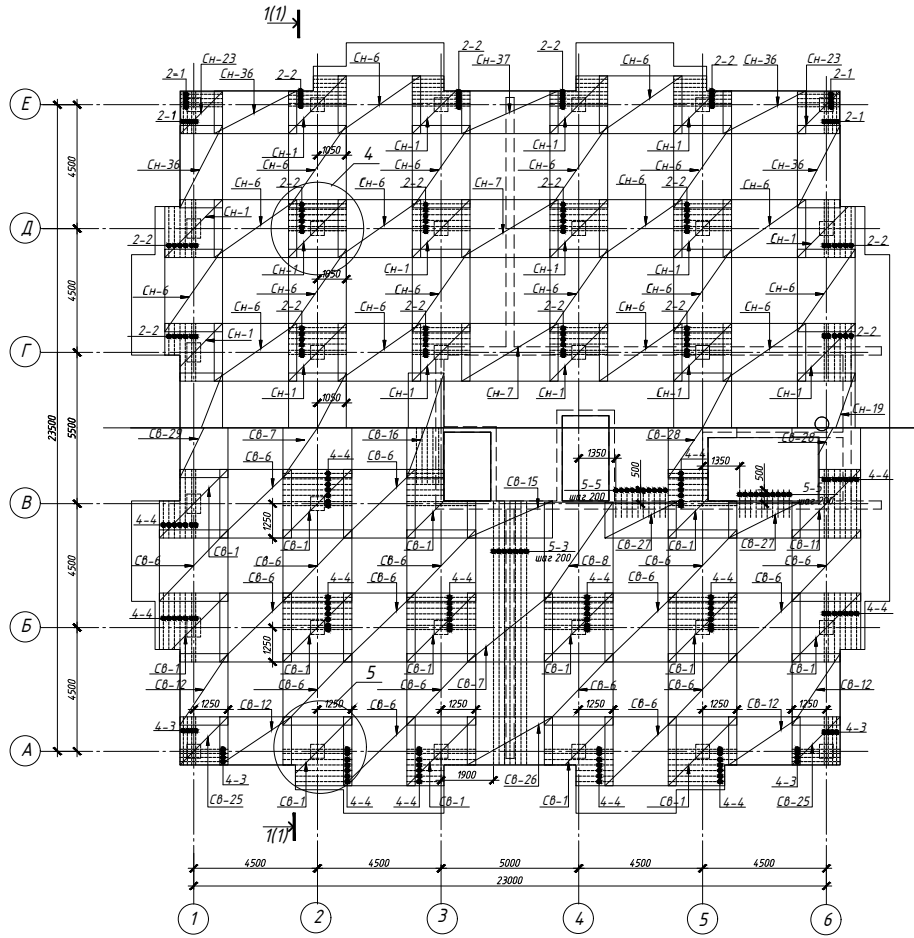 1(1)
Сн-23 Сн-6 2-2 2-2 Сн-6 2-2 Сн-23
2-1 Сн-36 2-2 Сн-37 Сн-36 2-1
Е
2-1 2-1
Сн-1 Сн-1 Сн-1 Сн-1
1050 4
Сн-36 Сн-6 Сн-6 Сн-6 Сн-6 Сн-36
4500
Сн-6 2-2 Сн-6 2-2 Сн-7 2-2 Сн-6 2-2 Сн-6
Сн-1
Д
Сн-1
2-2 2-2
Сн-1 Сн-1 Сн-1 Сн-1
1050
Сн-6 Сн-6 Сн-6 Сн-6 Сн-6 Сн-6
4500
Сн-6 2-2 Сн-6 2-2 2-2 Сн-6 2-2 Сн-6
2-2 Сн-1 2-2
Г
Сн-1 Сн-1 Сн-7 Сн-1 Сн-1 Сн-1
1050
Сн-19
23500
5500
Св-29 Св-7 Св-16 Св-28 Св-28
Св-6 4-4 Св-6 1350 4-4 1350
Св-15 500 500
5-5 5-5
шаг 200 шаг 200
В
4-4 4-4
1250
Св-1 Св-1 Св-1 5-3 Св-27 Св-27 Св-11
шаг 200
Св-6 Св-6 Св-6 Св-8 Св-6 Св-6
4500
Св-6 4-4 Св-6 4-4 4-4 Св-6 4-4 Св-6
4-4 4-4
Б
1250
Св-1 Св-1 Св-1 Св-1 Св-1 Св-1
Св-12 Св-6 Св-6 Св-7 Св-6 Св-6 Св-12
4500
5
1250 Св-12 1250 Св-6 1250 1250 Св-6 1250 Св-12 1250
4-3 4-3
А
4-3 1900 Св-26 4-3
Св-25 Св-1 4-4 4-4 Св-1 Св-1 4-4 Св-1 4-4 Св-25
1(1)
4500 4500 5000 4500 4500
23000
1 2 3 4 5 6